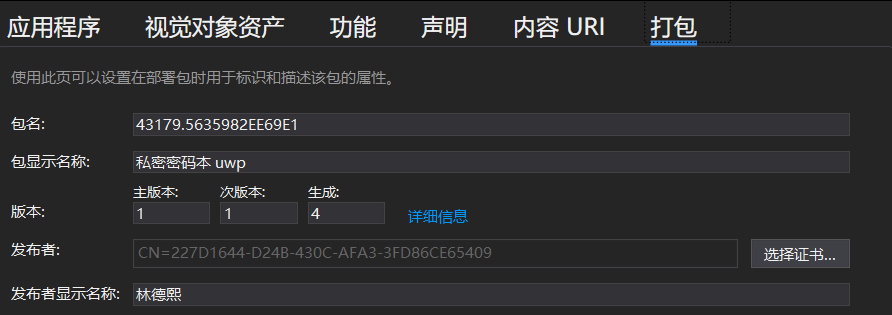 应用程序 视觉对象资产 功能 声明 内容 URI 打包
使用此页可以设置在部署包时用于标识和描述该包的属性。
包名: 43179.5635982EE69E1
包显示名称: 私密密码本 uwp
主版本: 次版本: 生成:
版本: 1 1 4 详细信息
发布者: CN=227D1644-D24B-430C-AFA3-3FD86CE65409 选择证书...
发布者显示名称: 林德熙